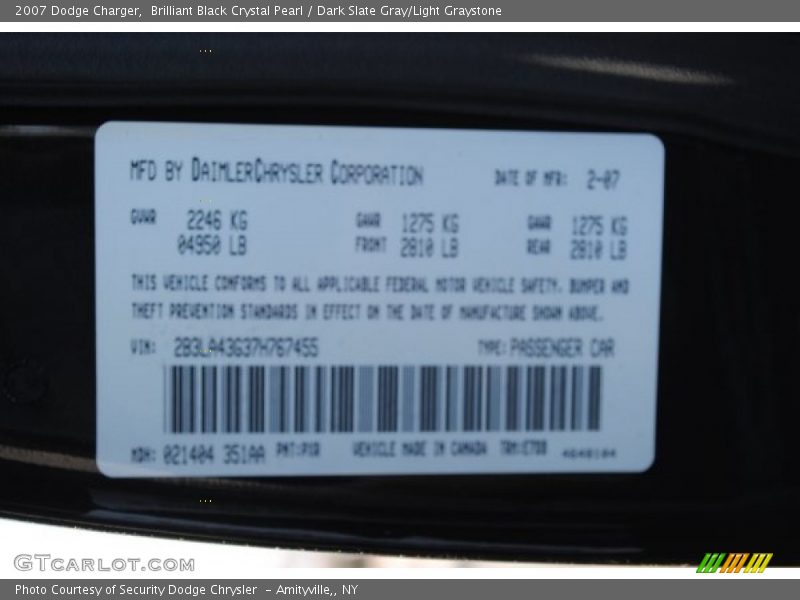 2007 Dodge Charger,  Brilliant Black Crystal Pearl / Dark Slate Gray/Light Graystone
MFD BY DAIMLERCHRYSLER CORPORATION DATE OF MFR: 2-07
GVWR 2246 KG GAWR 1275 KG GAWR 1275 KG
04950 LB FRONT 2810 LB REAR 2810 LB
THIS VEHICLE CONFORMS TO ALL APPLICABLE FEDERAL MOTOR VEHICLE SAFETY, BUMPER AND
THEFT PREVENTION STANDARDS IN EFFECT ON THE DATE OF MANUFACTURE SHOWN ABOVE.
VIN: 2B3LA43G37H767455 TYPE: PASSENGER CAR
MDH: 021404 351AA PNT:PXR VEHICLE MADE IN CANADA
GTCARLOT.COM
Photo Courtesy of Security Dodge Chrysler  - Amityville,, NY